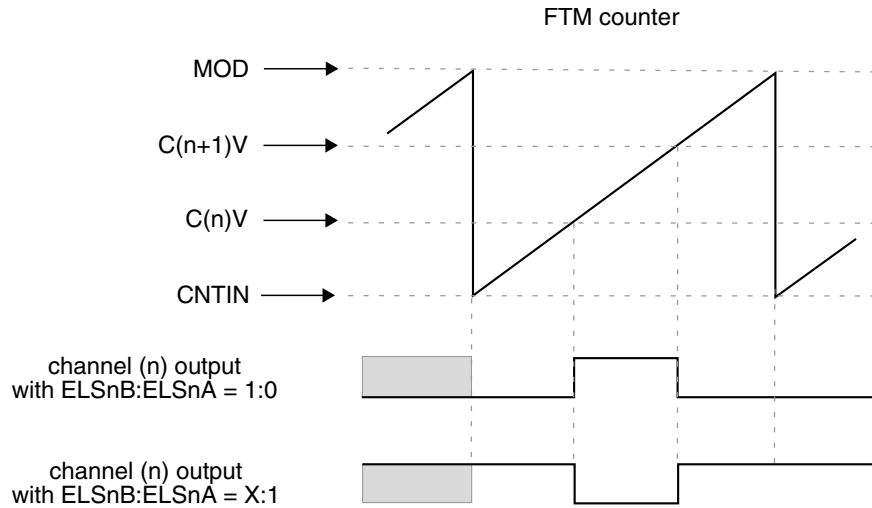 FTM counter
MOD
C(n+1)V
C(n)V
CNTIN
channel (n) output
with ELSnB:ELSnA = 1:0
channel (n) output
with ELSnB:ELSnA = X:1